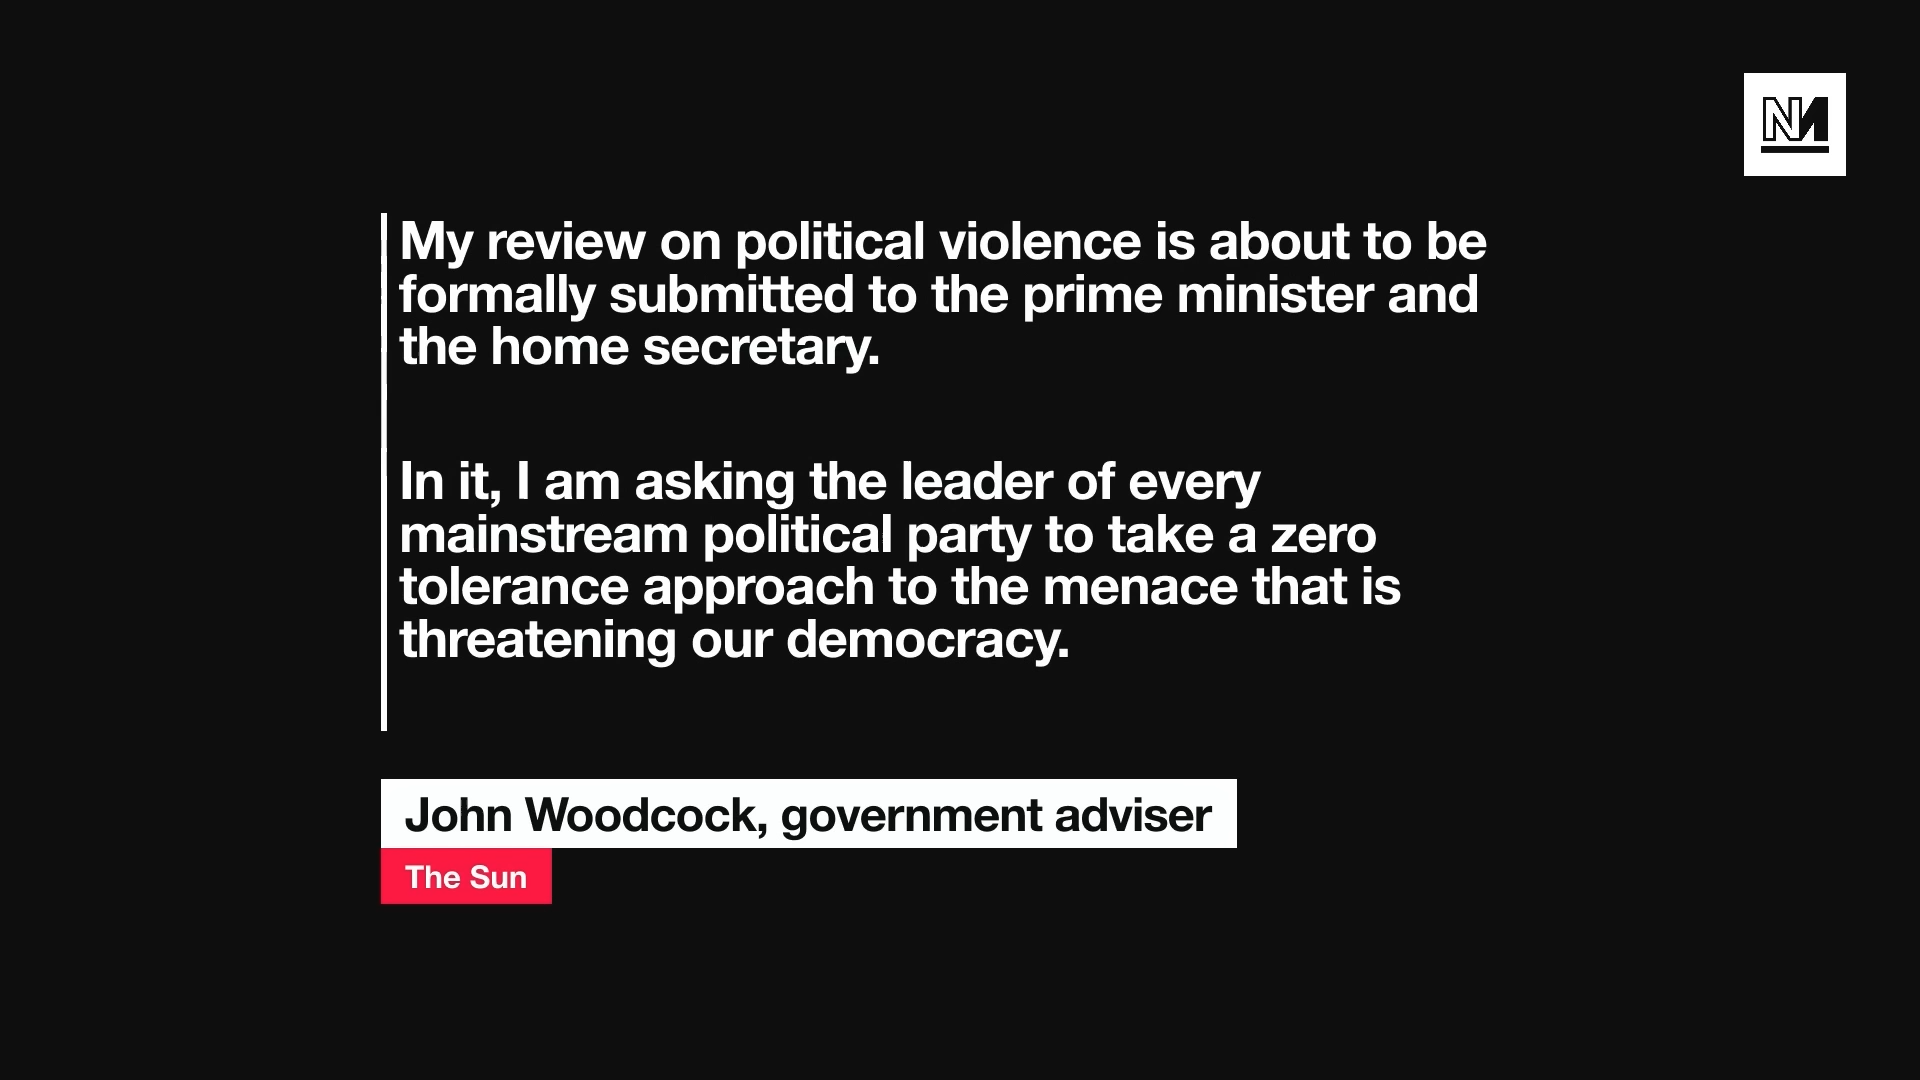 NM
My review on political violence is about to be
formally submitted to the prime minister and
the home secretary.
In it, I am asking the leader of every
mainstream political party to take a zero
tolerance approach to the menace that is
threatening our democracy.
John Woodcock, government adviser
The Sun